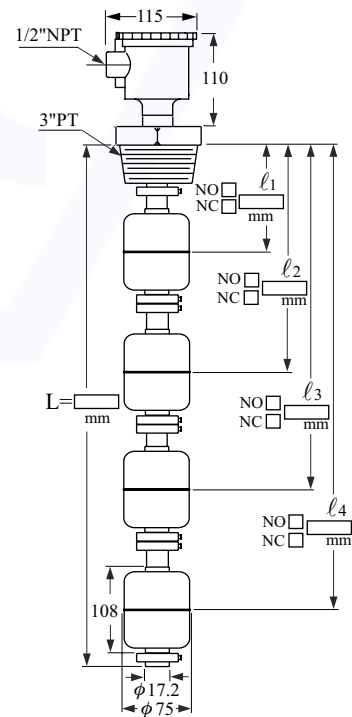 115
1/2"NPT
110
3"PT
NO
NC
ℓ1
mm
NO
NC
ℓ2
mm
L=
mm
NO
NC
ℓ3
mm
NO
NC
ℓ4
mm
108
ϕ17.2
ϕ75